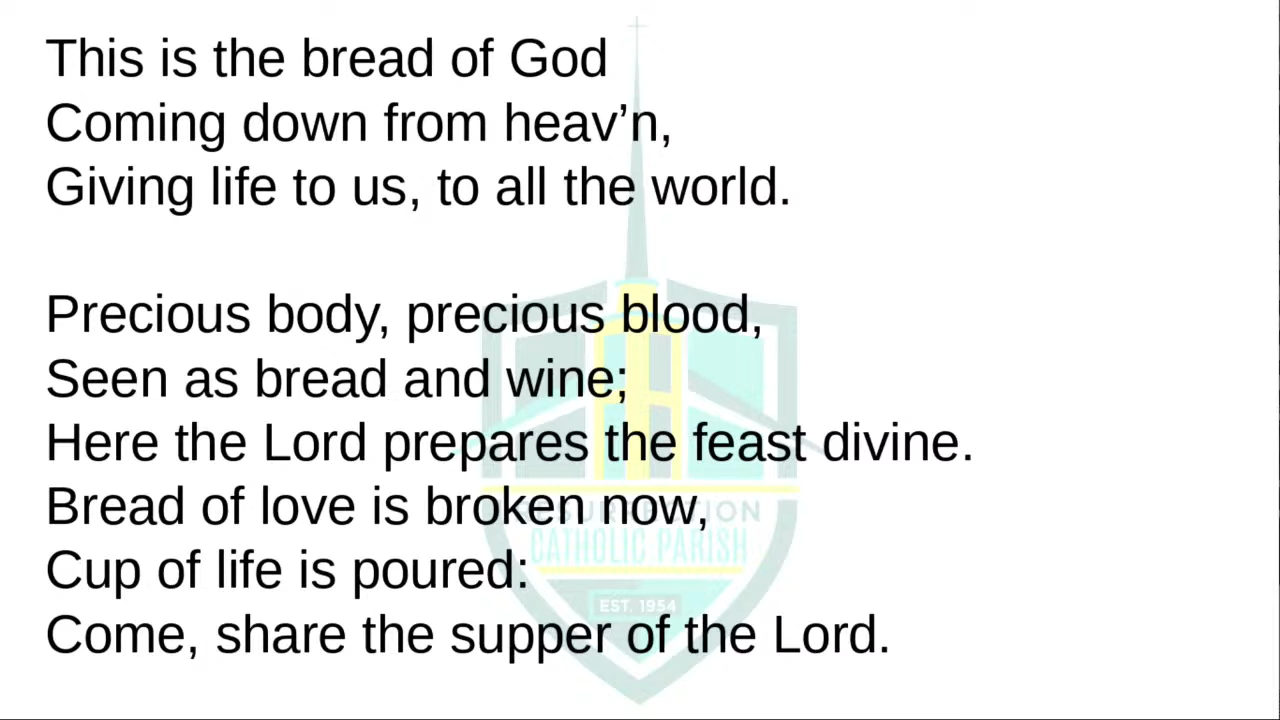 This is the bread of God
Coming down from heav’n,
Giving life to us, to all the world.
Precious body, precious blood,
Seen as bread and wine;
Here the Lord prepares the feast divine.
Bread of love is broken now,
Cup of life is poured:
Come, share the supper of the Lord.
RESURRECTION
CATHOLIC PARISH
EST. 1954